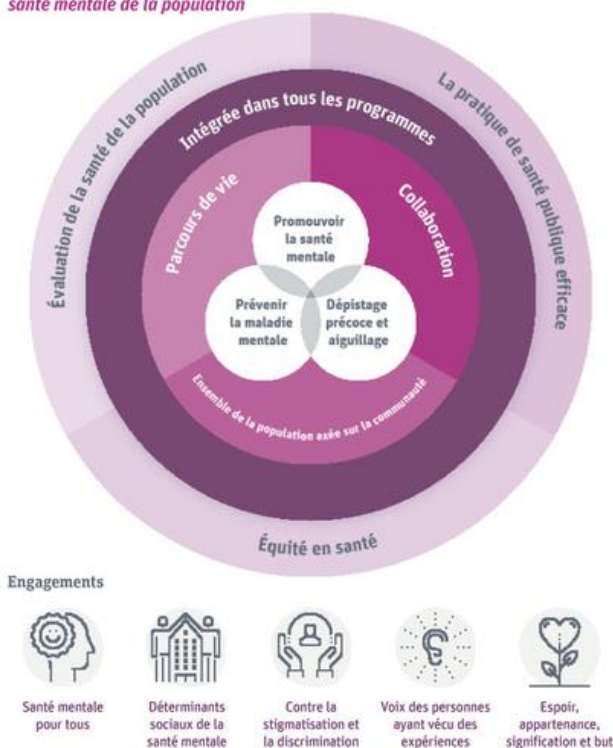 santé mentale de la population
Évaluation de la santé de la population
La pratique de santé publique efficace
Intégrée dans tous les programmes
Parcours de vie
Collaboration
Promouvoir
la santé
mentale
Prévenir
la maladie
mentale
Dépistage
précoce et
aiguillage
Ensemble de la population axée sur la communauté
Équité en santé
Engagements
Santé mentale
pour tous
Déterminants
sociaux de la
santé mentale
Contre la
stigmatisation et
la discrimination
Voix des personnes
ayant vécu des
expériences
Espoir,
appartenance,
signification et but